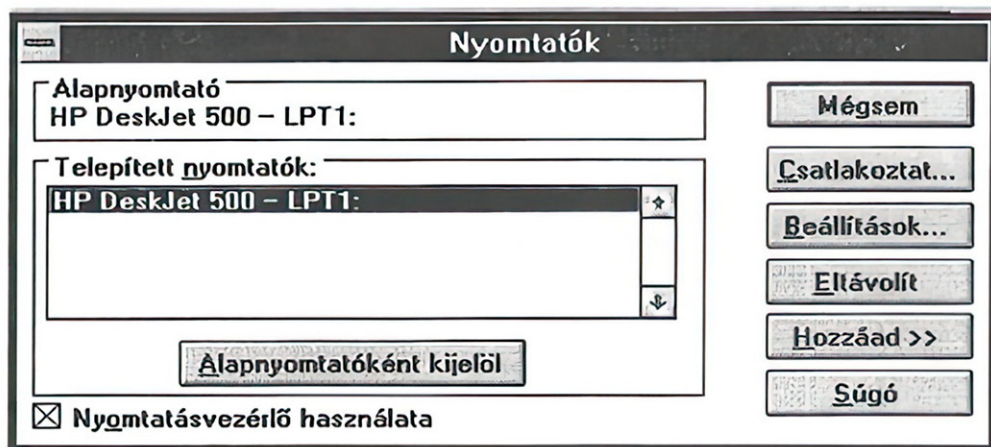 Nyomtatók
Alapnyomtató
HP DeskJet 500 – LPT1:
Telepített nyomtatók:
HP DeskJet 500 – LPT1:
Alapnyomtatóként kijelöl
Nyomtatásvezérlő használata
Mégsem
Csatlakoztat...
Beállítások...
Eltávolít
Hozzáad >>
Súgó